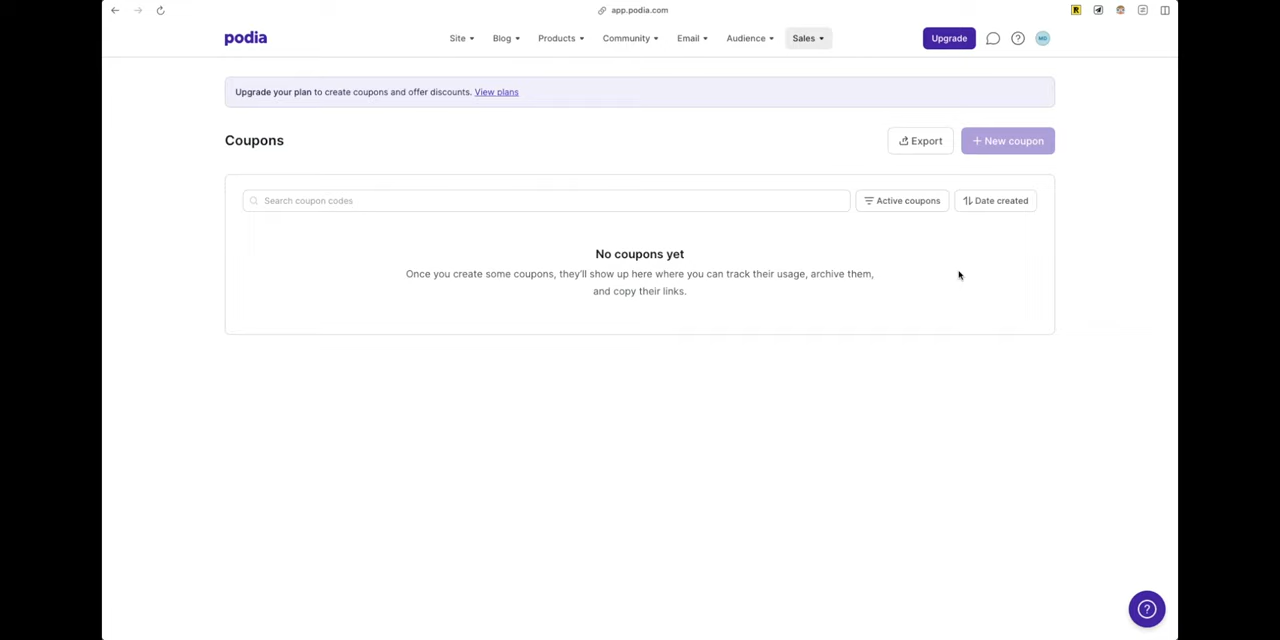 app.podia.com
podia
Site Blog Products Community Email Audience Sales
Upgrade
MD
Upgrade your plan to create coupons and offer discounts. View plans
Coupons
Export
+ New coupon
Search coupon codes
Active coupons
Date created
No coupons yet
Once you create some coupons, they'll show up here where you can track their usage, archive them,
and copy their links.